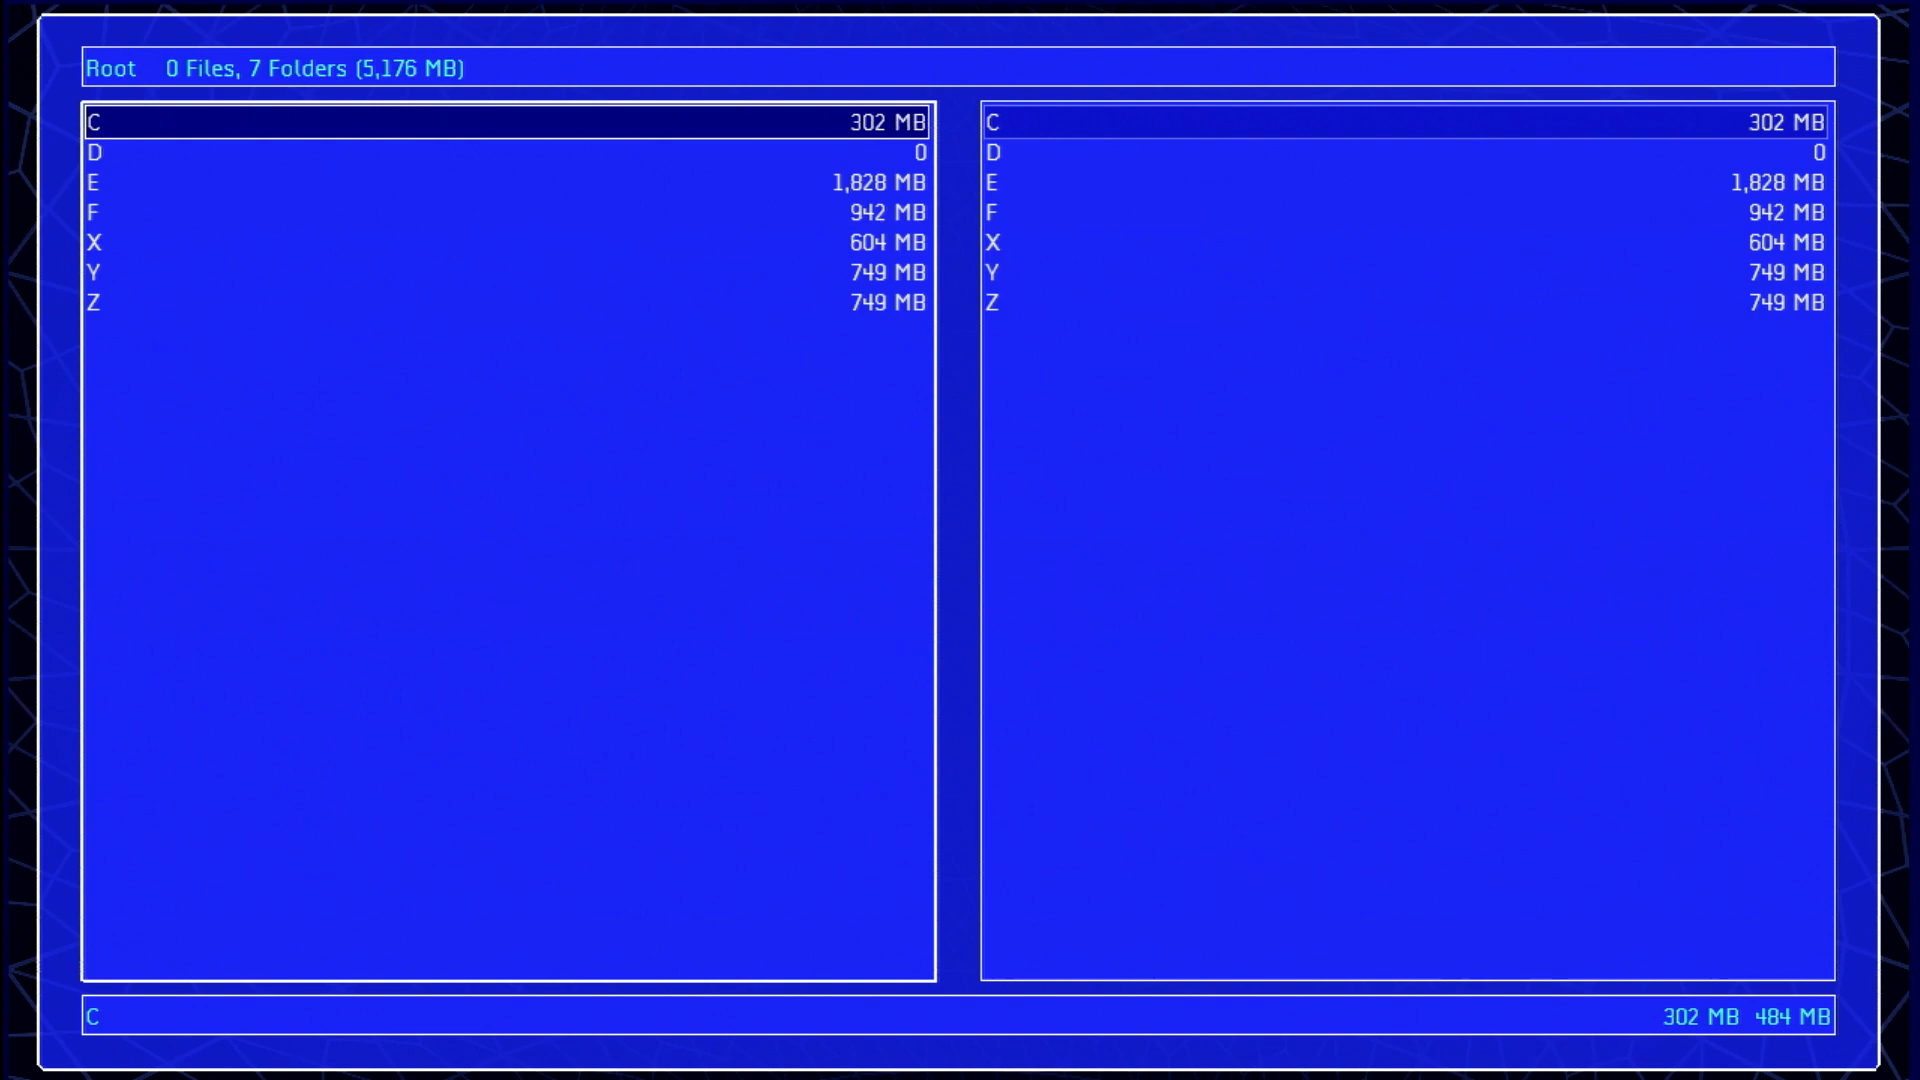 Root 0 Files, 7 Folders (5,176 MB)
C 302 MB
D 0
E 1,828 MB
F 942 MB
X 604 MB
Y 749 MB
Z 749 MB
C 302 MB
D 0
E 1,828 MB
F 942 MB
X 604 MB
Y 749 MB
Z 749 MB
C 302 MB 484 MB